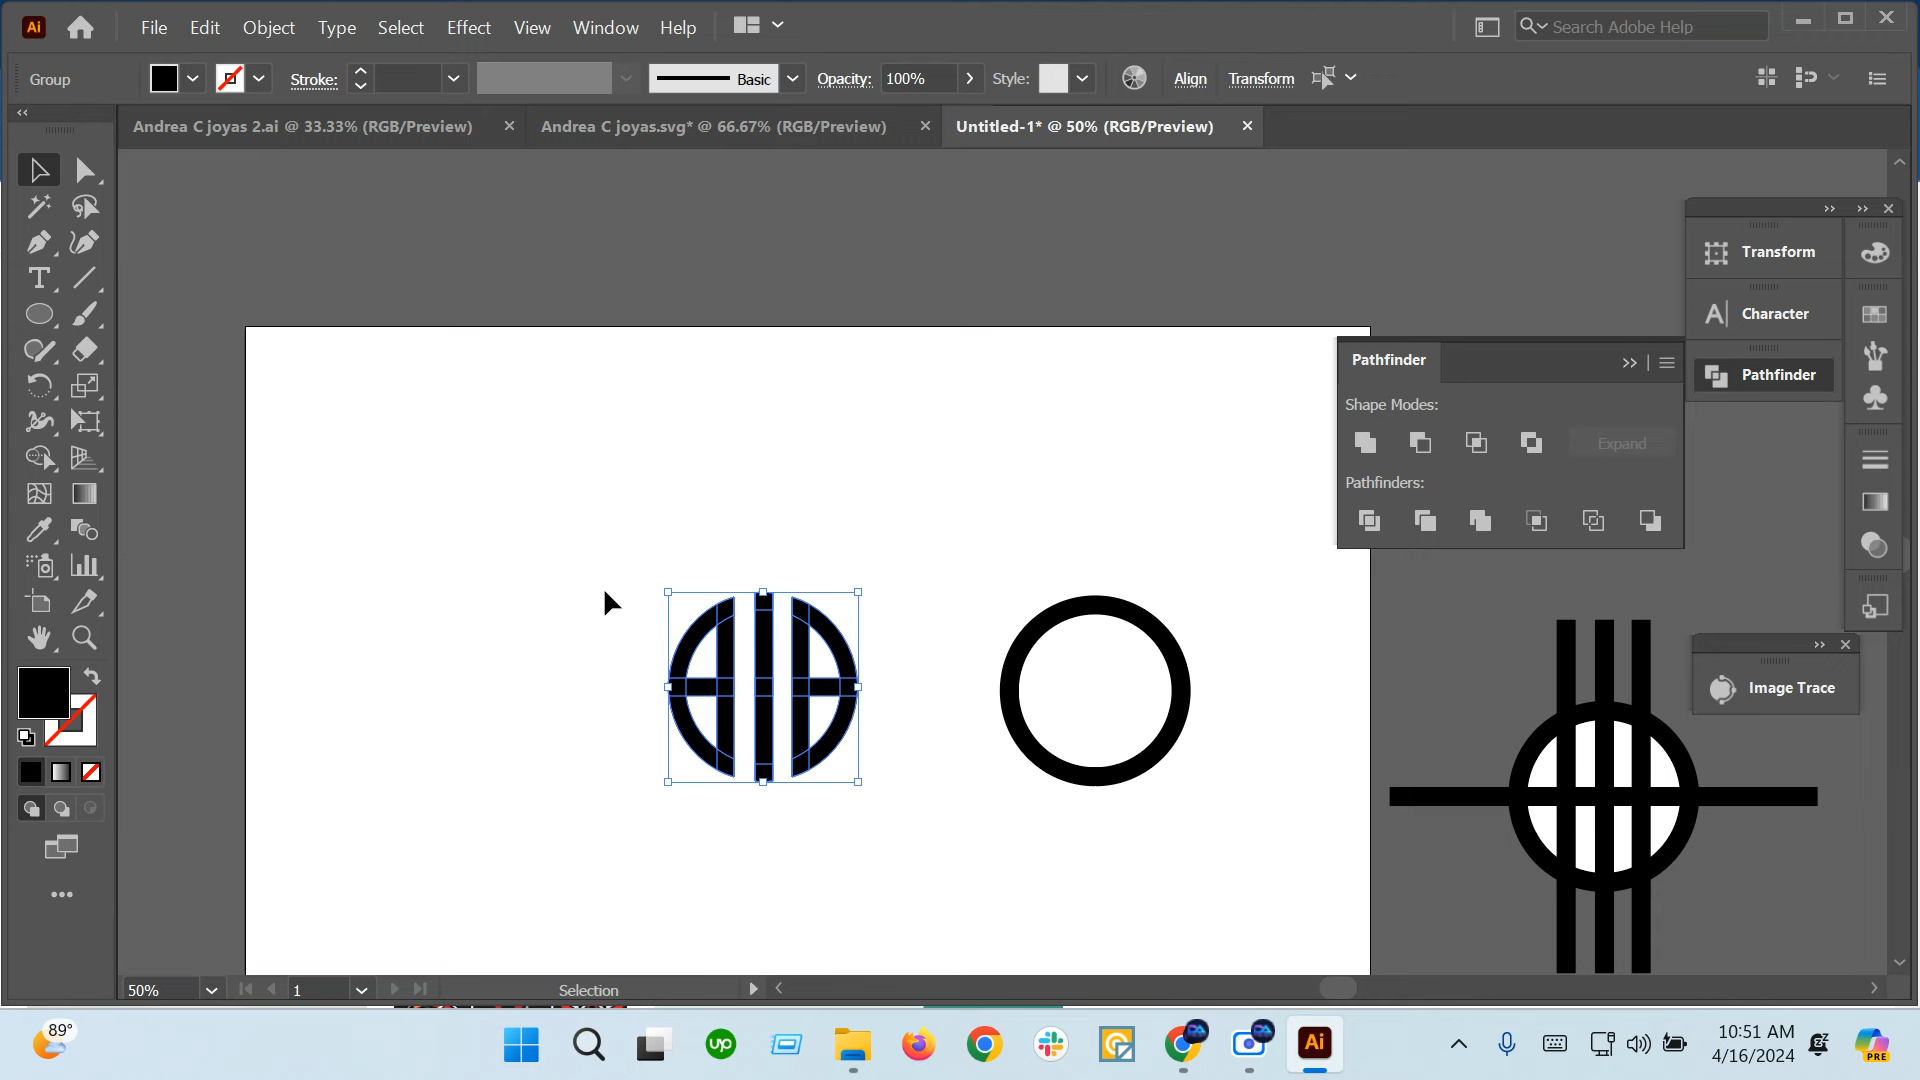 Ai File Edit Object Type Select Effect View Window Help Search Adobe Help
Group Stroke: Basic Opacity: 100% Style: Align Transform
Andrea C joyas 2.ai @ 33.33% (RGB/Preview) Andrea C joyas.svg* @ 66.67% (RGB/Preview) Untitled-1* @ 50% (RGB/Preview)
Transform
Character
Pathfinder
Pathfinder
Shape Modes:
Expand
Pathfinders:
Image Trace
50% 1 Selection
89° up Ai 10:51 AM
4/16/2024
PRE